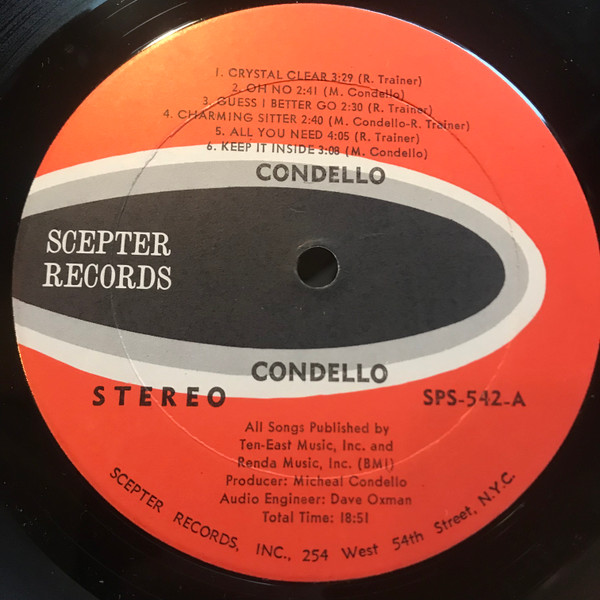 1. CRYSTAL CLEAR 3:29 (R. Trainer)
2. OH NO 2:41 (M. Condello)
3. GUESS I BETTER GO 2:30 (R. Trainer)
4. CHARMING SITTER 2:40 (M. Condello-R. Trainer)
5. ALL YOU NEED 4:05 (R. Trainer)
6. KEEP IT INSIDE 3:08 (M. Condello)
CONDELLO
SCEPTER
RECORDS
CONDELLO
STEREO
SPS-542-A
All Songs Published by
Ten-East Music, Inc. and
Renda Music, Inc. (BMI)
Producer: Micheal Condello
Audio Engineer: Dave Oxman
Total Time: 18:51
SCEPTER RECORDS, INC., 254 West 54th Street, N.Y.C.